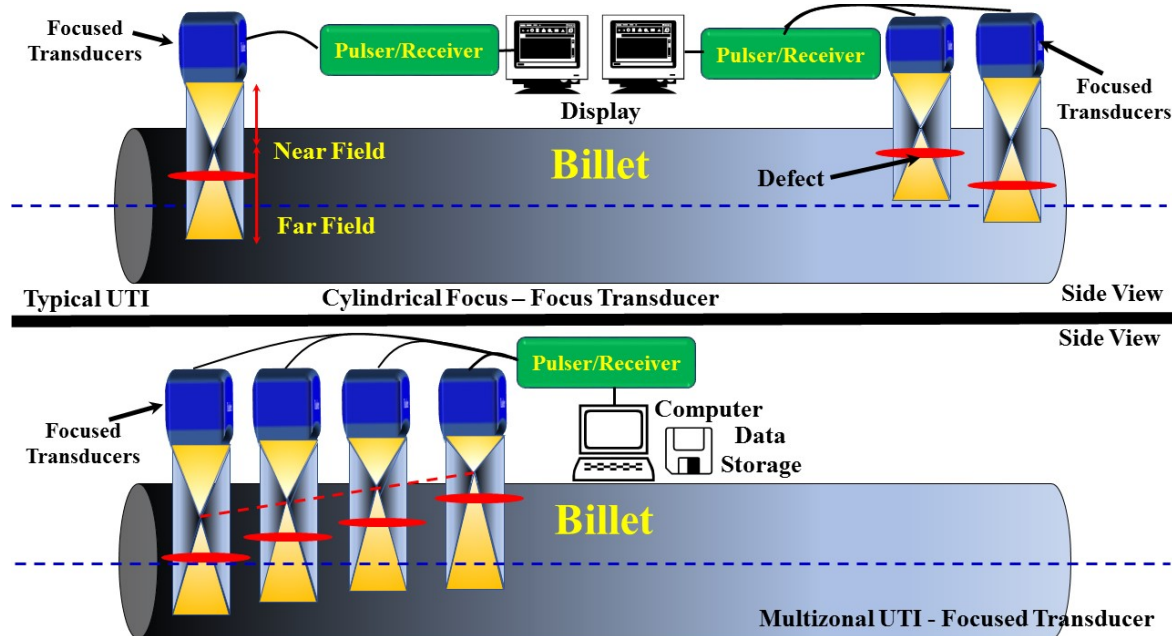 Focused
Transducers
Pulser/Receiver
Display
Pulser/Receiver
Focused
Transducers
Near Field
Billet
Defect
Far Field
Typical UTI
Cylindrical Focus – Focus Transducer
Side View
Side View
Pulser/Receiver
Focused
Transducers
Computer
Data
Storage
Billet
Multizonal UTI - Focused Transducer